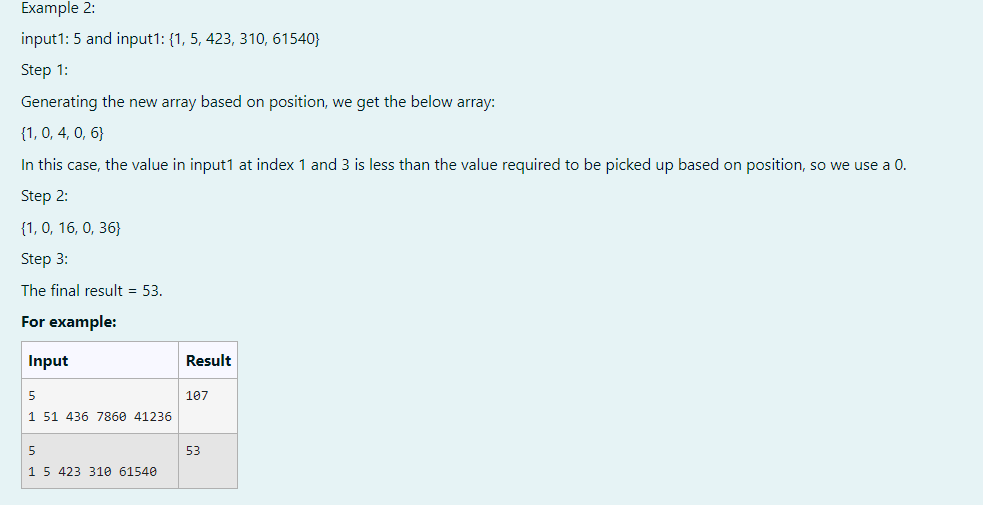 Example 2:
input1: 5 and input1: {1, 5, 423, 310, 61540}
Step 1:
Generating the new array based on position, we get the below array:
{1, 0, 4, 0, 6}
In this case, the value in input1 at index 1 and 3 is less than the value required to be picked up based on position, so we use a 0.
Step 2:
{1, 0, 16, 0, 36}
Step 3:
The final result = 53.
For example:
Input Result
5 107
1 51 436 7860 41236
5 53
1 5 423 310 61540